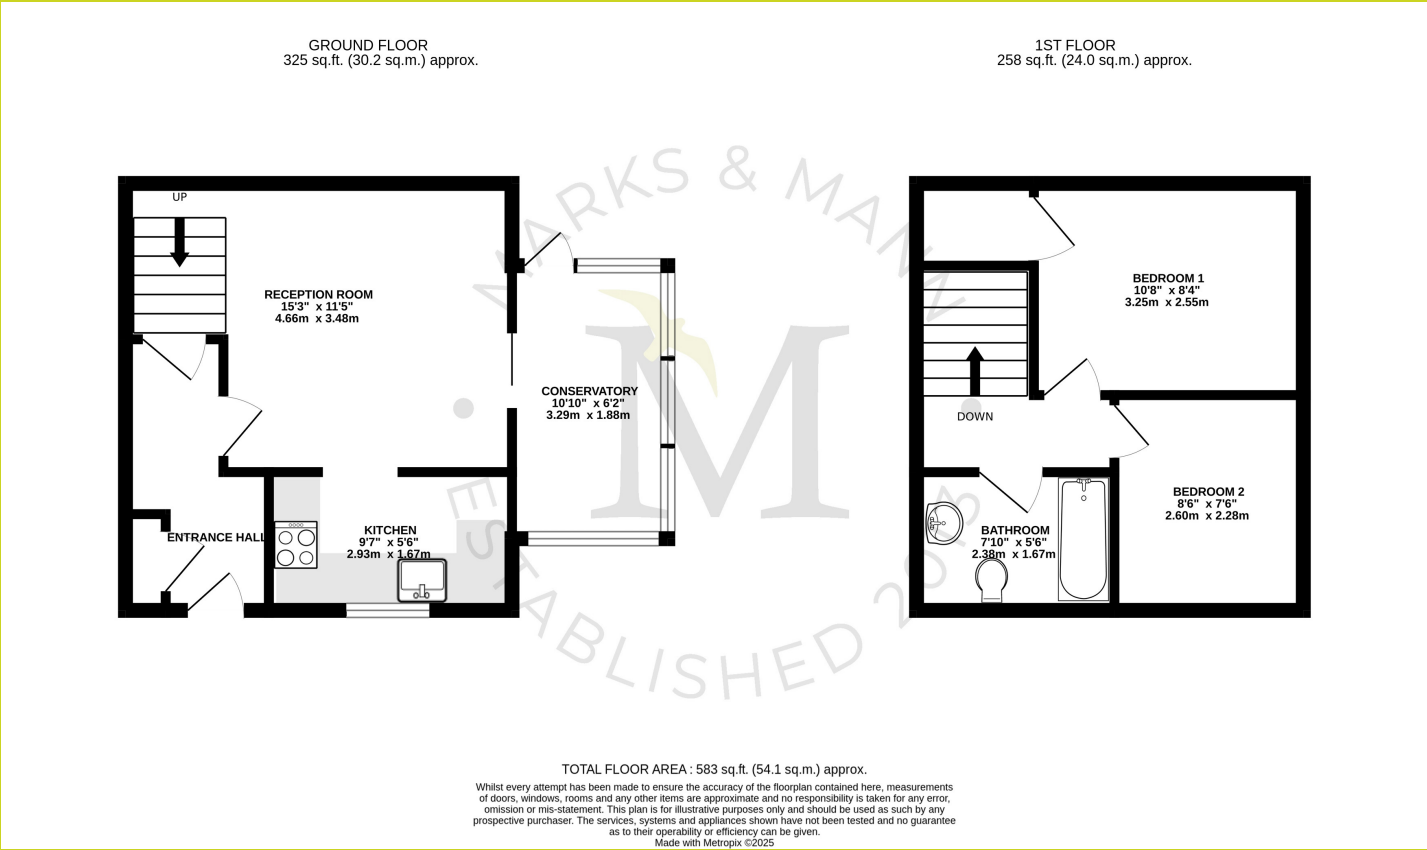 GROUND FLOOR
325 sq.ft. (30.2 sq.m.) approx.
1ST FLOOR
258 sq.ft. (24.0 sq.m.) approx.
MARKS & MANN
UP
RECEPTION ROOM
15'3" x 11'5"
4.66m x 3.48m
CONSERVATORY
10'10" x 6'2"
3.29m x 1.88m
M
ENTRANCE HALL
KITCHEN
9'7" x 5'6"
2.93m x 1.67m
BEDROOM 1
10'8" x 8'4"
3.25m x 2.55m
DOWN
BEDROOM 2
8'6" x 7'6"
2.60m x 2.28m
BATHROOM
7'10" x 5'6"
2.38m x 1.67m
ESTABLISHED 2013
TOTAL FLOOR AREA : 583 sq.ft. (54.1 sq.m.) approx.
Whilst every attempt has been made to ensure the accuracy of the floorplan contained here, measurements
of doors, windows, rooms and any other items are approximate and no responsibility is taken for any error,
omission or mis-statement. This plan is for illustrative purposes only and should be used as such by any
prospective purchaser. The services, systems and appliances shown have not been tested and no guarantee
as to their operability or efficiency can be given.
Made with Metropix ©2025